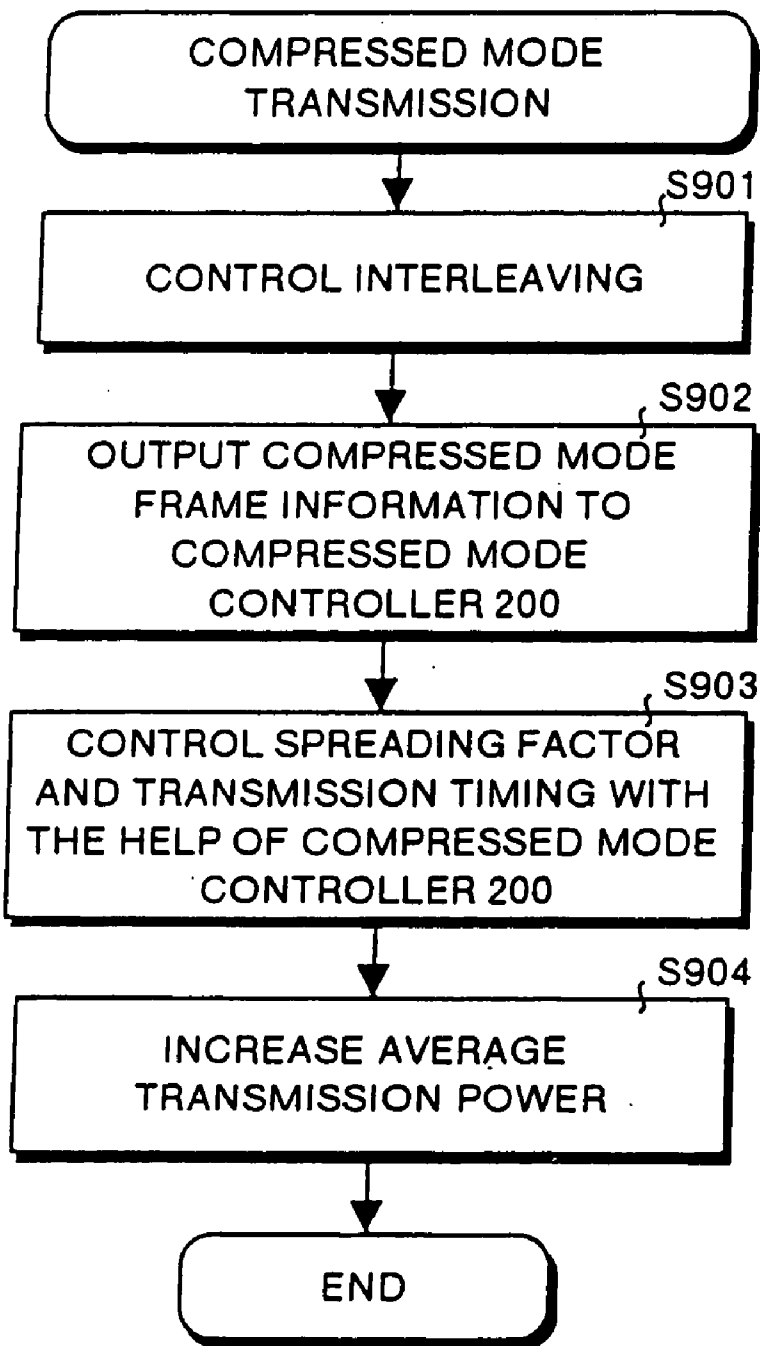 COMPRESSED MODE
TRANSMISSION
S901
CONTROL INTERLEAVING
S902
OUTPUT COMPRESSED MODE
FRAME INFORMATION TO
COMPRESSED MODE
CONTROLLER 200
S903
CONTROL SPREADING FACTOR
AND TRANSMISSION TIMING WITH
THE HELP OF COMPRESSED MODE
CONTROLLER 200
S904
INCREASE AVERAGE
TRANSMISSION POWER
END